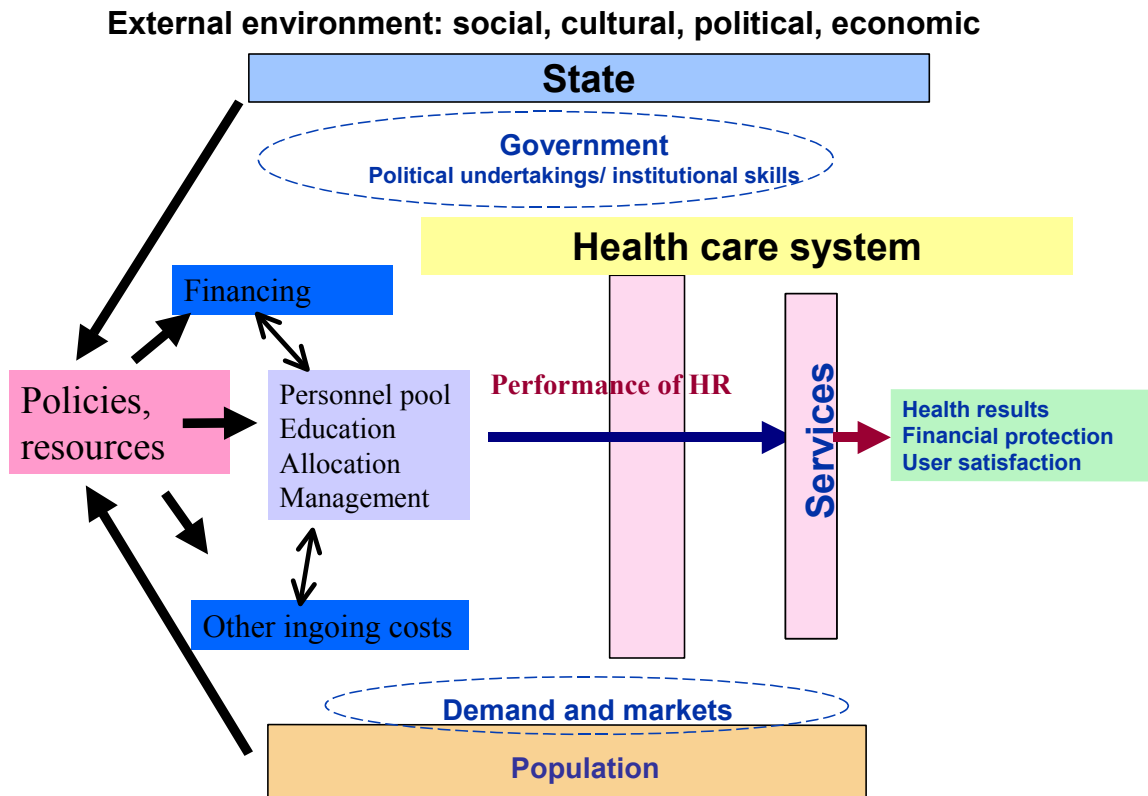 External environment: social, cultural, political, economic
State
Government
Political undertakings/ institutional skills
Health care system
Financing
Policies,
resources
Personnel pool
Education
Allocation
Management
Performance of HR
Services
Health results
Financial protection
User satisfaction
Other ingoing costs
Demand and markets
Population